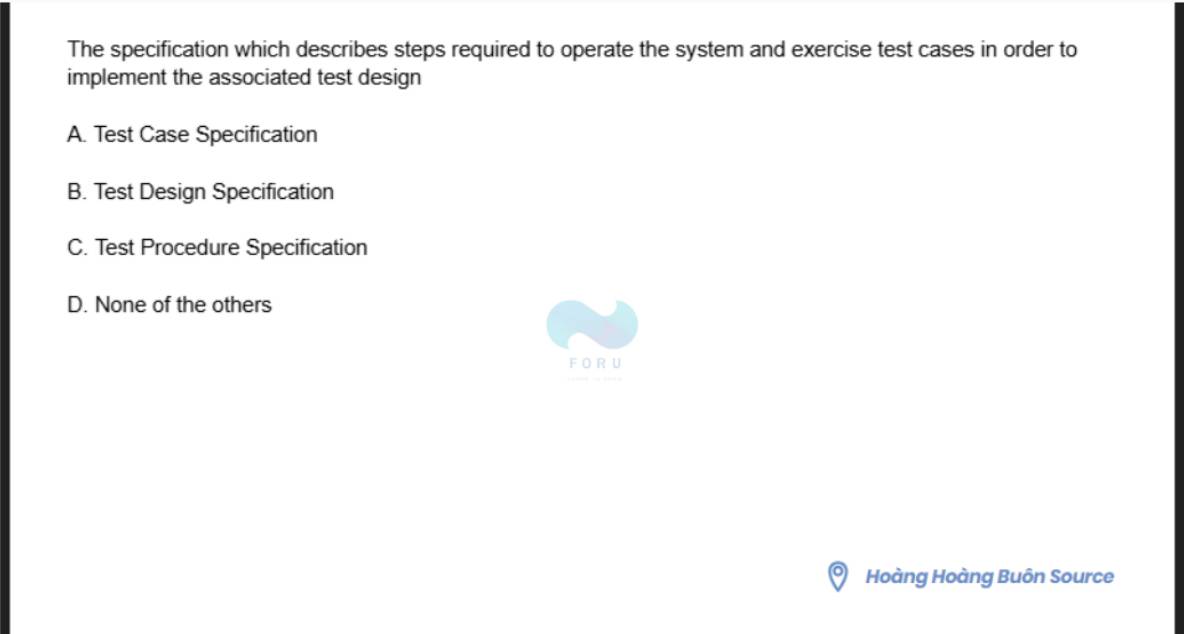 The specification which describes steps required to operate the system and exercise test cases in order to
implement the associated test design
A. Test Case Specification
B. Test Design Specification
C. Test Procedure Specification
D. None of the others
FORU
Hoàng Hoàng Buôn Source